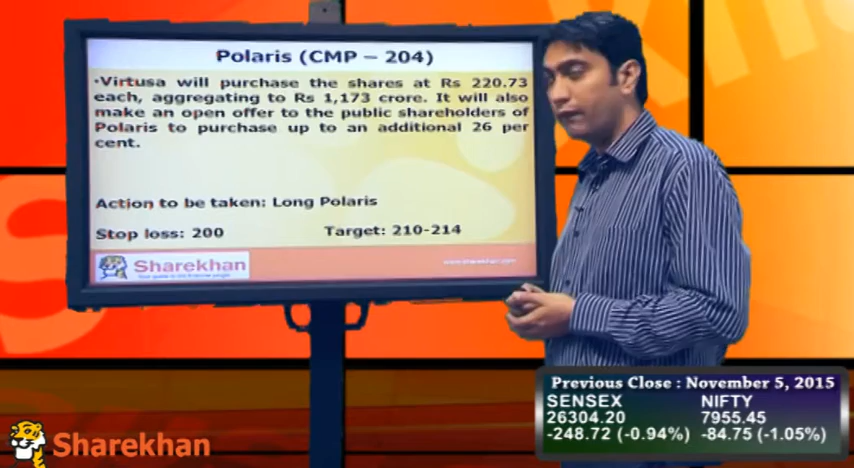 Polaris (CMP – 204)
•Virtusa will purchase the shares at Rs 220.73
each, aggregating to Rs 1,173 crore. It will also
make an open offer to the public shareholders of
Polaris to purchase up to an additional 26 per
cent.
Action to be taken: Long Polaris
Stop loss: 200 Target: 210-214
Sharekhan
Previous Close : November 5, 2015
SENSEX NIFTY
26304.20 7955.45
-248.72 (-0.94%) -84.75 (-1.05%)
Sharekhan